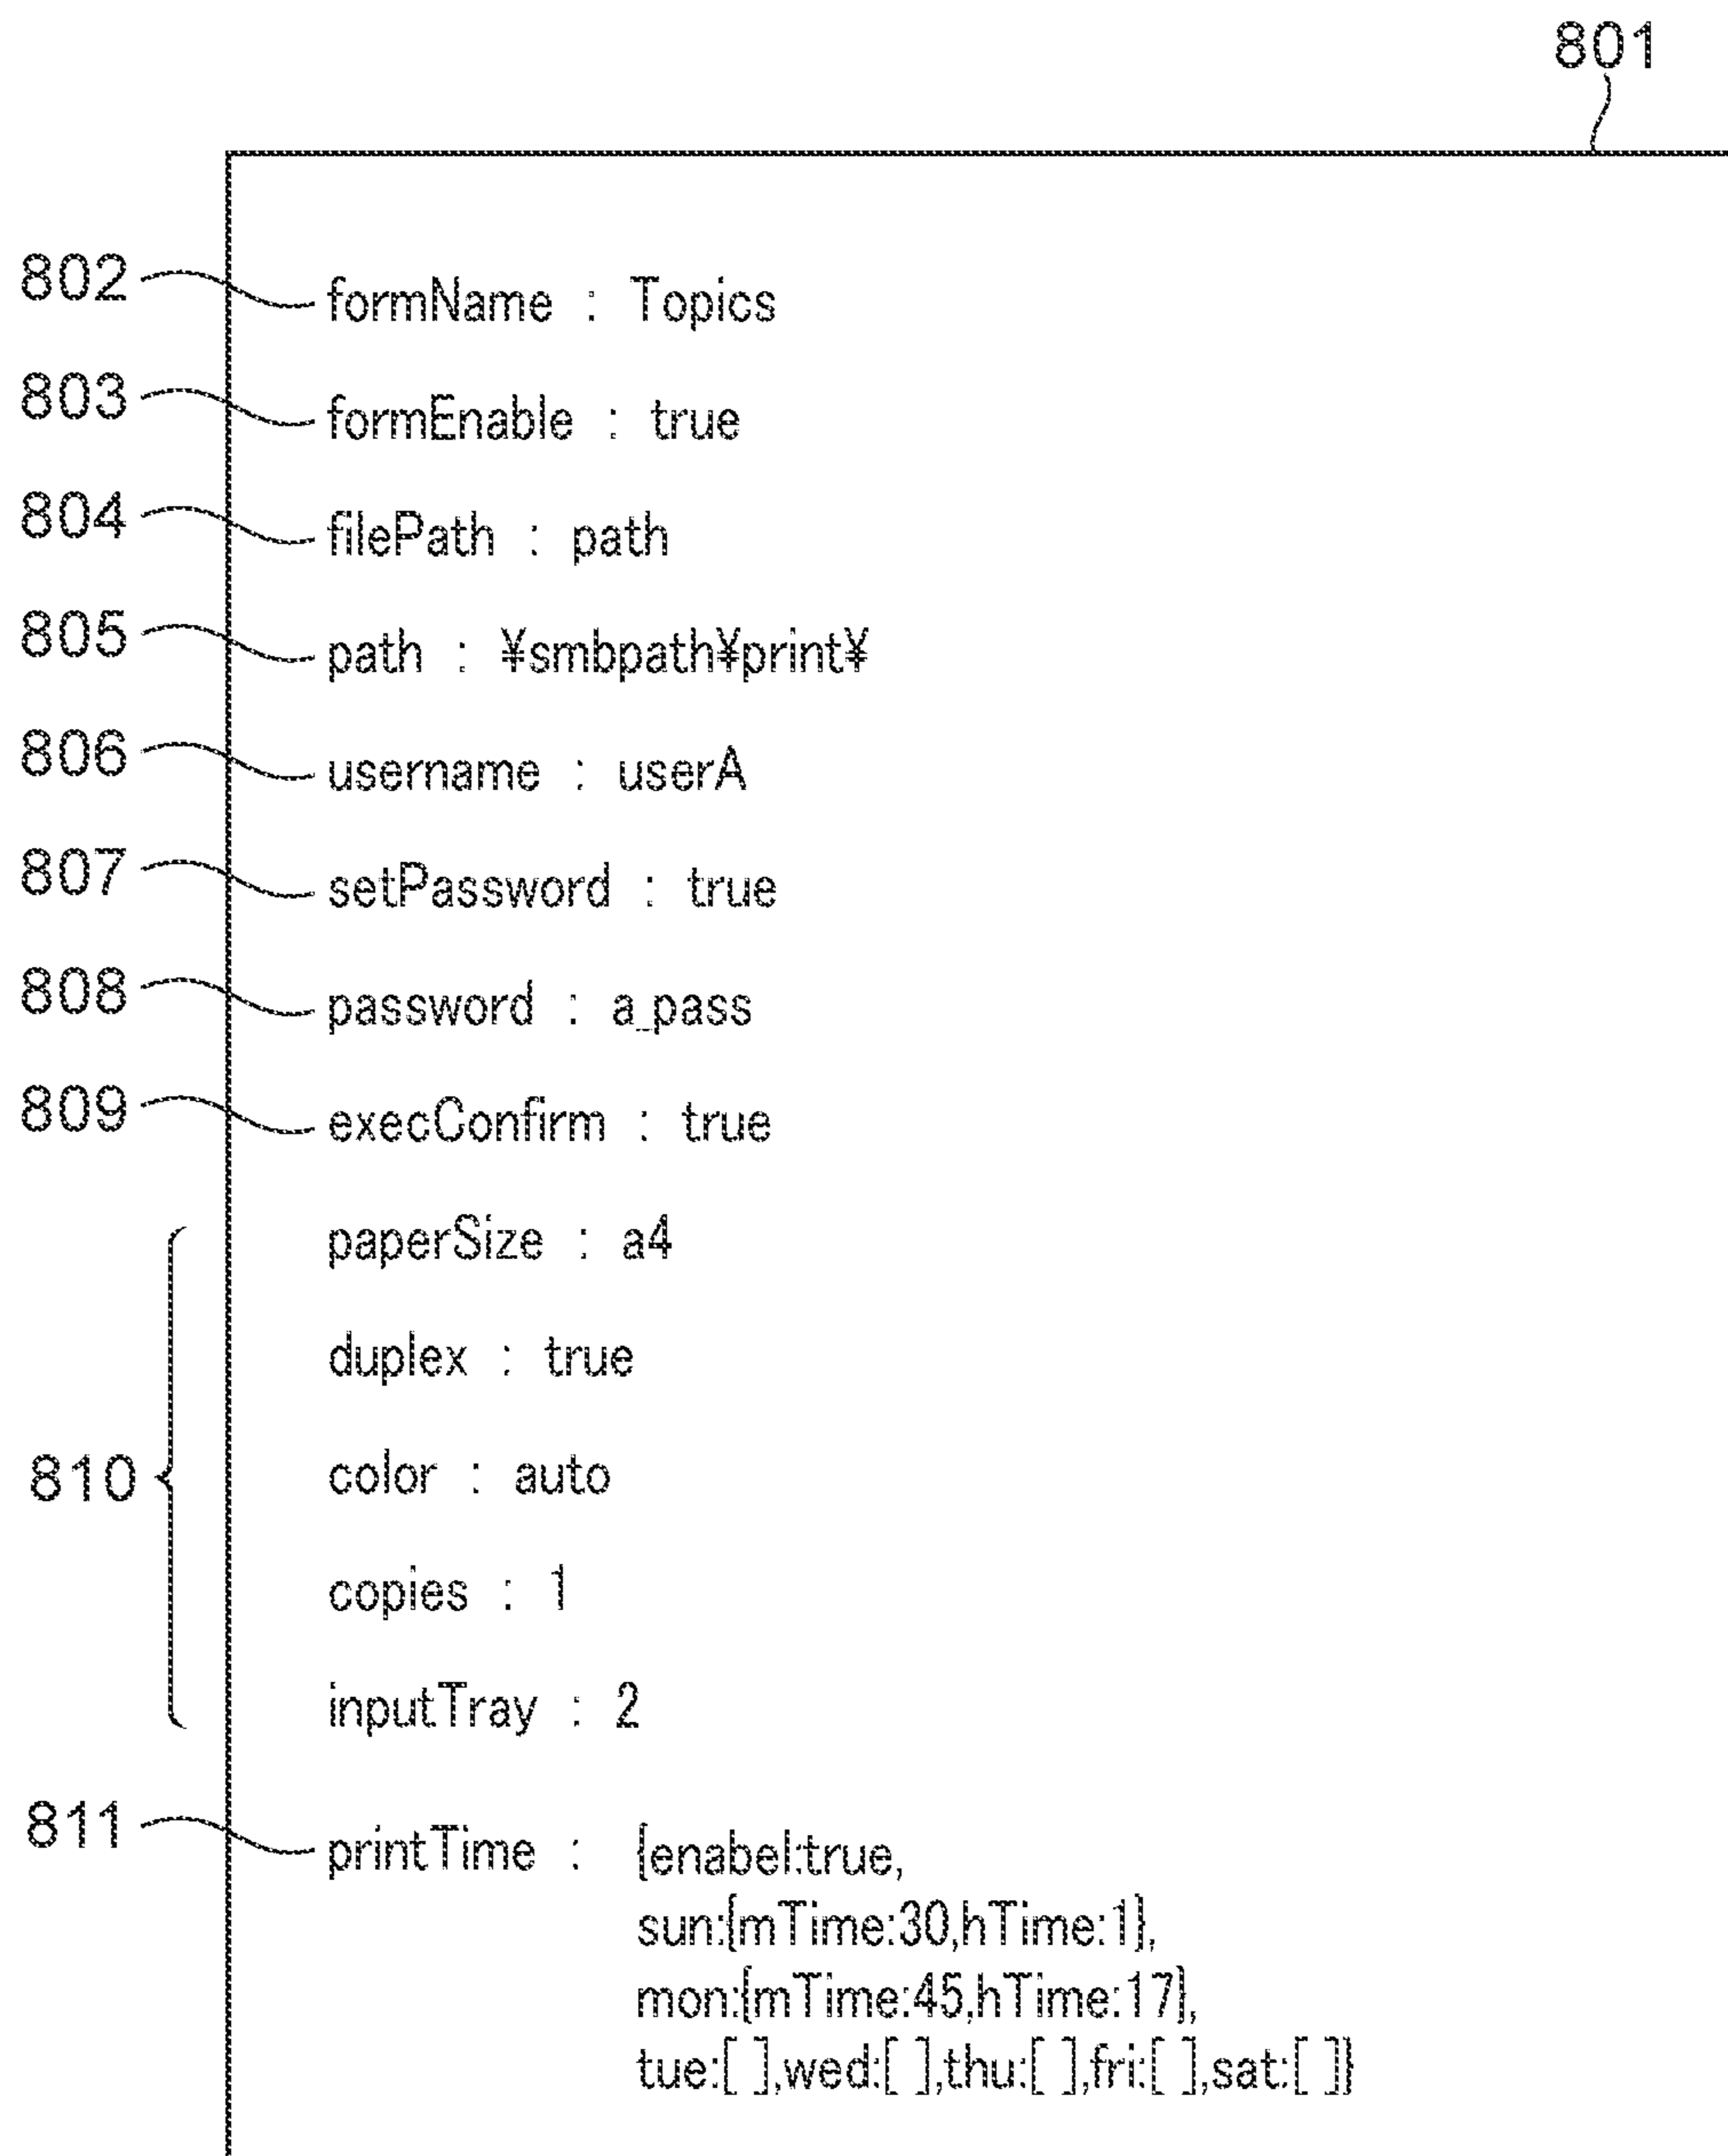 801
802 formName : Topics
803 formEnable : true
804 filePath : path
805 path : ¥smbpath¥print¥
806 username : userA
807 setPassword : true
808 password : a_pass
809 execConfirm : true
paperSize : a4
duplex : true
810 color : auto
copies : 1
inputTray : 2
811 printTime : {enabel:true,
sun:{mTime:30,hTime:1},
mon:{mTime:45,hTime:17},
tue:[ ],wed:[ ],thu:[ ],fri:[ ],sat:[ ]}